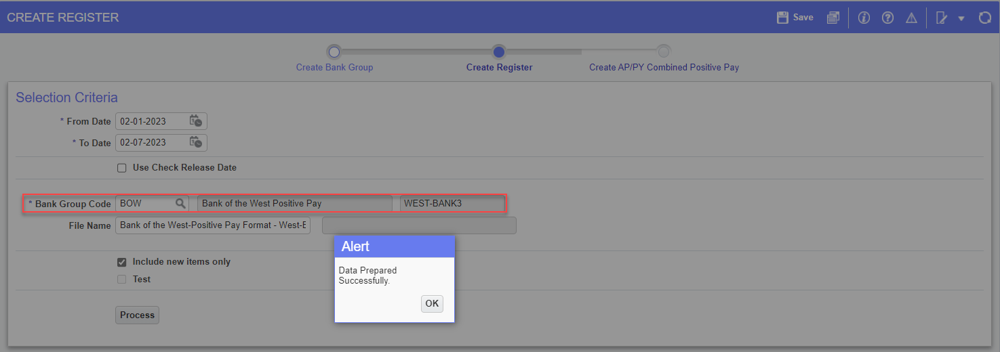 CREATE REGISTER
Save
Create Bank Group
Create Register
Create AP/PY Combined Positive Pay
Selection Criteria
* From Date 02-01-2023
* To Date 02-07-2023
Use Check Release Date
* Bank Group Code BOW Bank of the West Positive Pay WEST-BANK3
File Name Bank of the West-Positive Pay Format - West-B
Alert
Include new items only
Data Prepared
Successfully.
Test
OK
Process